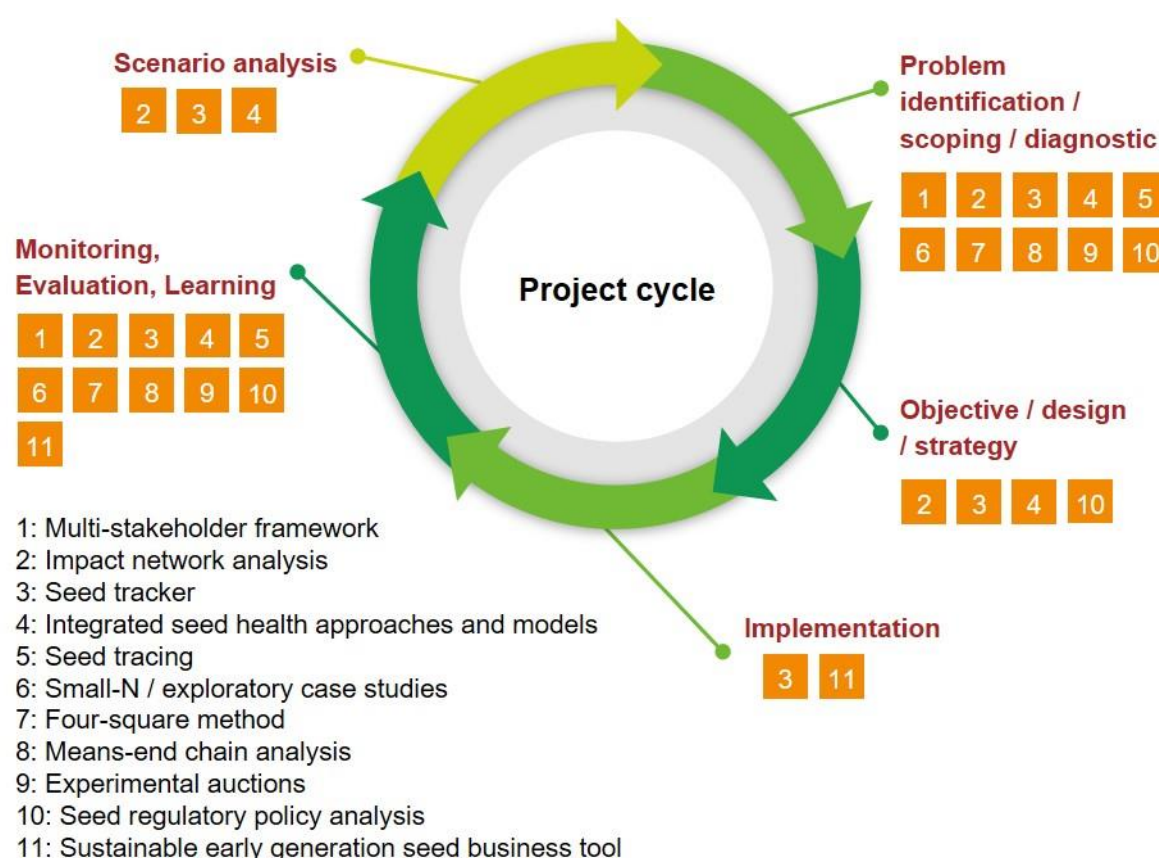 Scenario analysis
2 3 4
Problem
identification /
scoping / diagnostic
1 2 3 4 5
6 7 8 9 10
Monitoring,
Evaluation, Learning
1 2 3 4 5
6 7 8 9 10
11
Project cycle
Objective / design
/ strategy
2 3 4 10
Implementation
3 11
1: Multi-stakeholder framework
2: Impact network analysis
3: Seed tracker
4: Integrated seed health approaches and models
5: Seed tracing
6: Small-N / exploratory case studies
7: Four-square method
8: Means-end chain analysis
9: Experimental auctions
10: Seed regulatory policy analysis
11: Sustainable early generation seed business tool